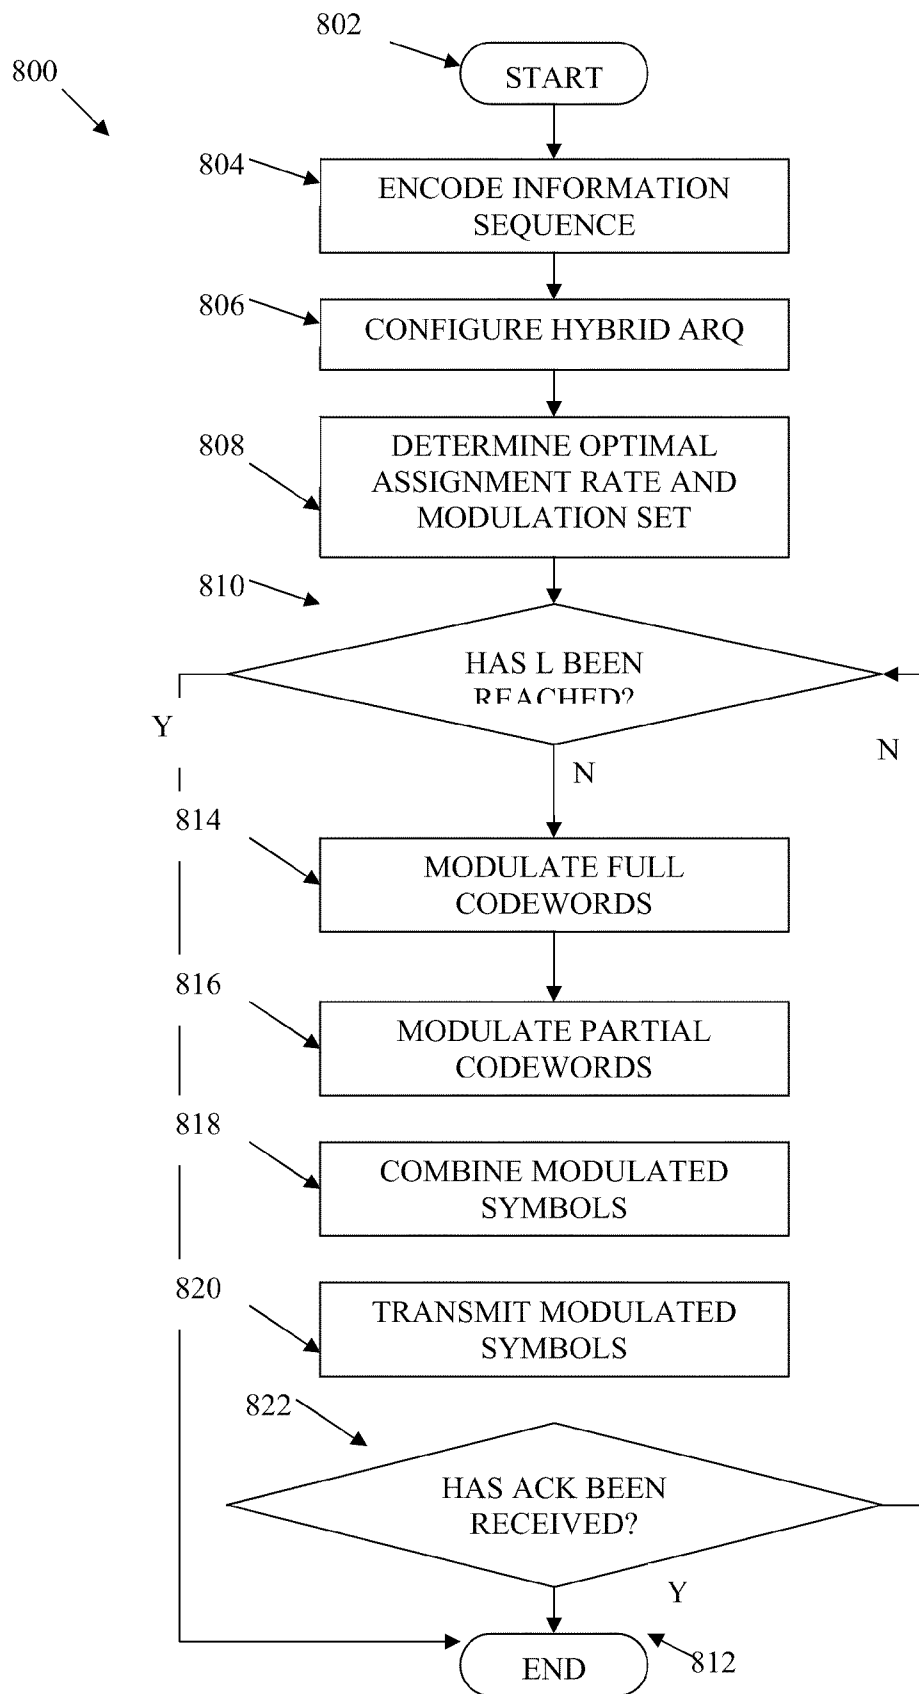 802
800
START
804
ENCODE INFORMATION
SEQUENCE
806
CONFIGURE HYBRID ARQ
808
DETERMINE OPTIMAL
ASSIGNMENT RATE AND
MODULATION SET
810
HAS L BEEN
REACHED?
Y
N
N
814
MODULATE FULL
CODEWORDS
816
MODULATE PARTIAL
CODEWORDS
818
COMBINE MODULATED
SYMBOLS
820
TRANSMIT MODULATED
SYMBOLS
822
HAS ACK BEEN
RECEIVED?
Y
END
812